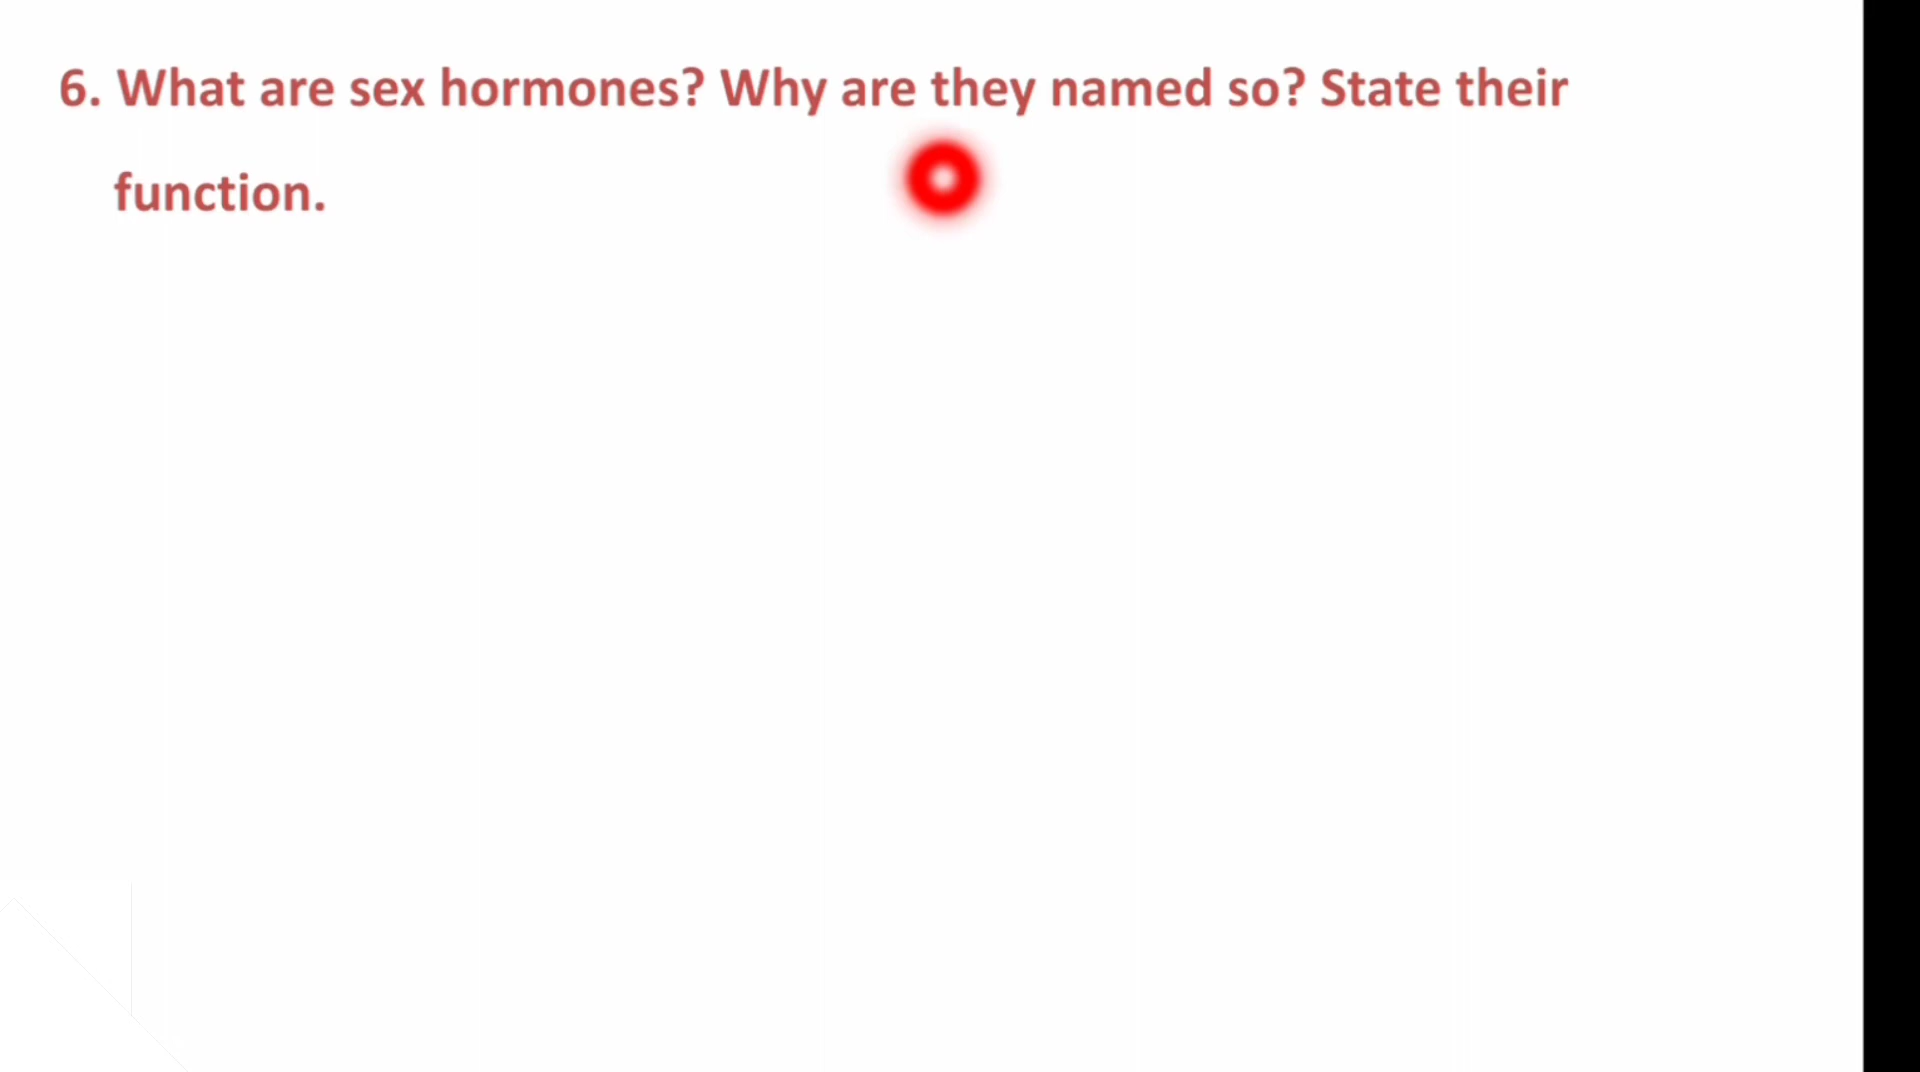 6. What are sex hormones? Why are they named so? State their
function.